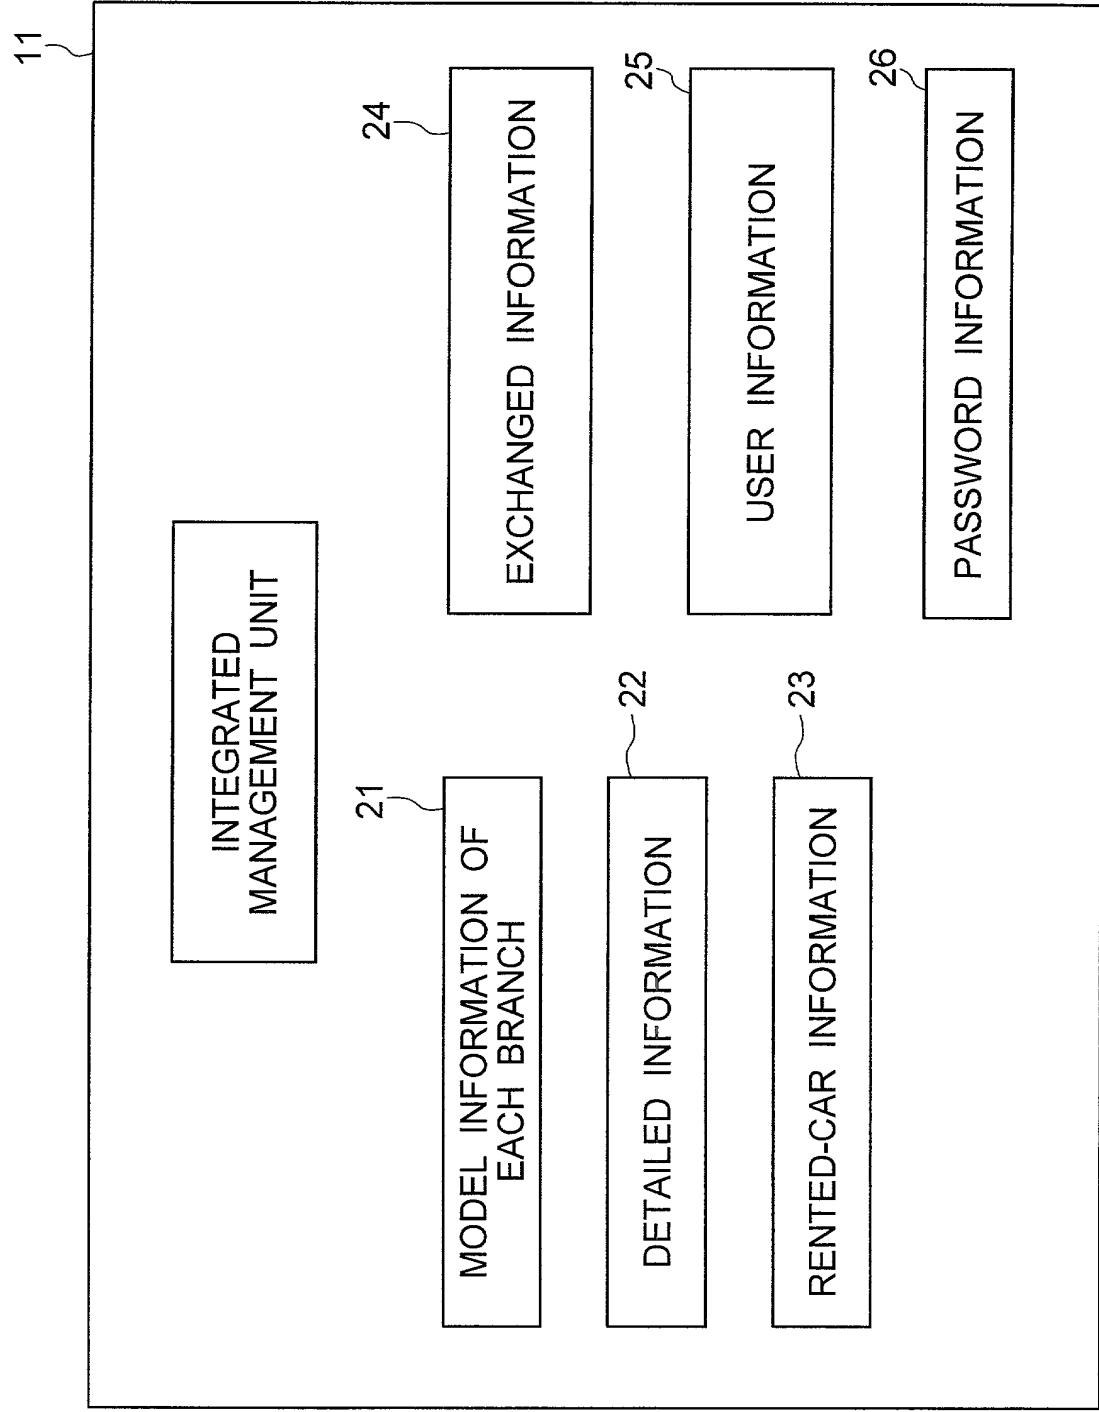 11
INTEGRATED
MANAGEMENT UNIT
21
MODEL INFORMATION OF
EACH BRANCH
22
DETAILED INFORMATION
23
RENTED-CAR INFORMATION
24
EXCHANGED INFORMATION
25
USER INFORMATION
26
PASSWORD INFORMATION